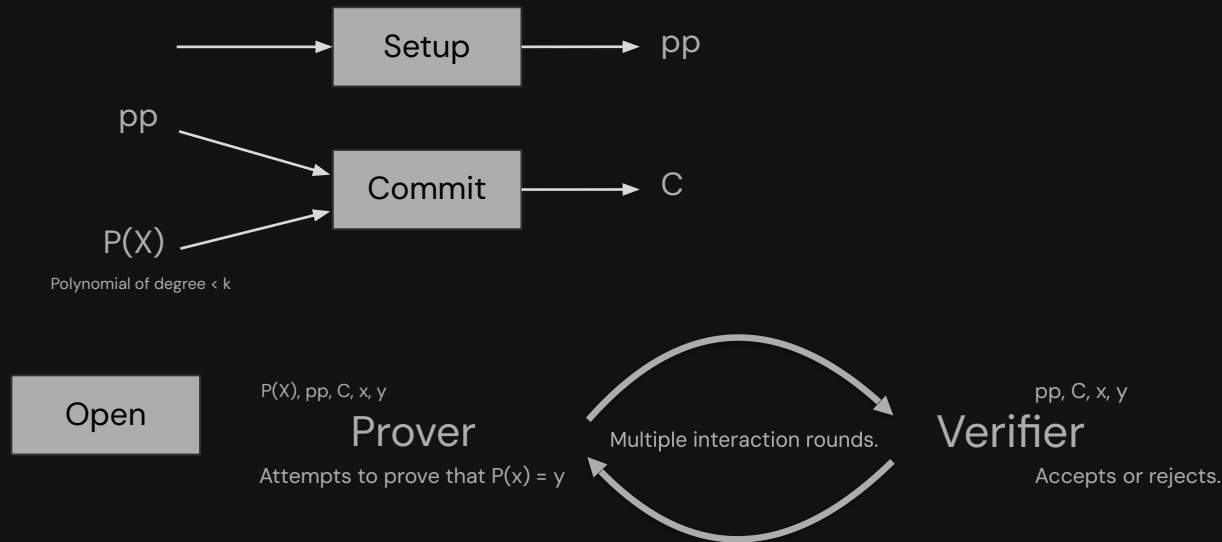 Setup
pp
pp
Commit
C
P(X)
Polynomial of degree < k
Open
P(X), pp, C, x, y
Prover
Attempts to prove that P(x) = y
Multiple interaction rounds.
pp, C, x, y
Verifier
Accepts or rejects.